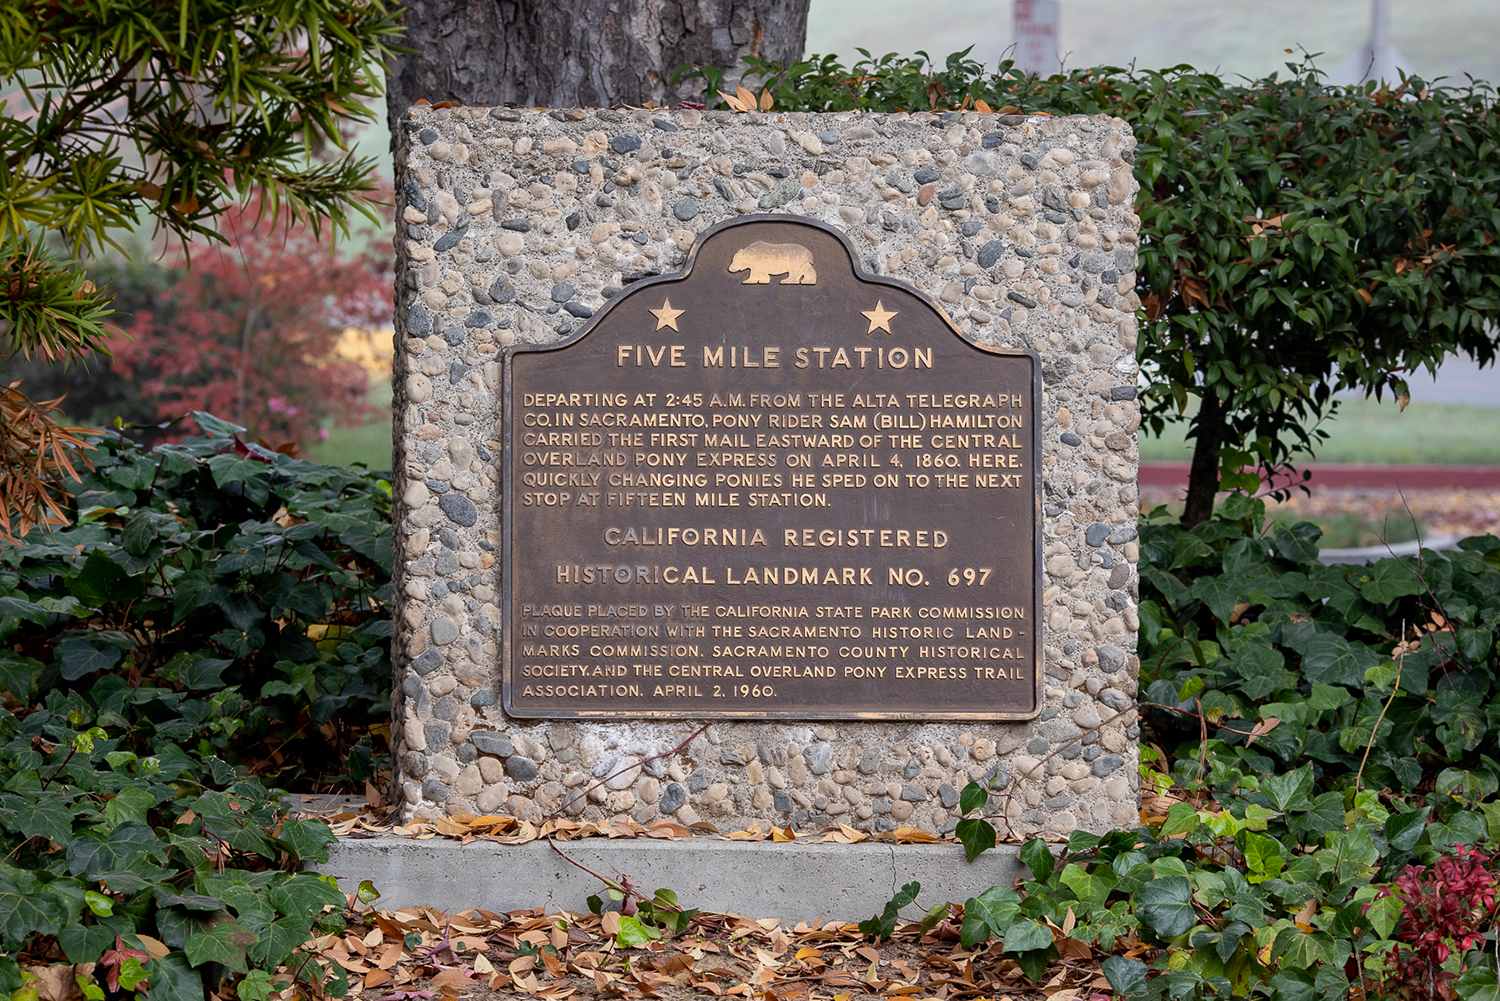 FIVE MILE STATION
DEPARTING AT 2:45 A.M. FROM THE ALTA TELEGRAPH
CO. IN SACRAMENTO, PONY RIDER SAM (BILL) HAMILTON
CARRIED THE FIRST MAIL EASTWARD OF THE CENTRAL
OVERLAND PONY EXPRESS ON APRIL 4, 1860. HERE,
QUICKLY CHANGING PONIES HE SPED ON TO THE NEXT
STOP AT FIFTEEN MILE STATION.
CALIFORNIA REGISTERED
HISTORICAL LANDMARK NO. 697
PLAQUE PLACED BY THE CALIFORNIA STATE PARK COMMISSION
IN COOPERATION WITH THE SACRAMENTO HISTORIC LAND-
MARKS COMMISSION, SACRAMENTO COUNTY HISTORICAL
SOCIETY, AND THE CENTRAL OVERLAND PONY EXPRESS TRAIL
ASSOCIATION. APRIL 2, 1960.